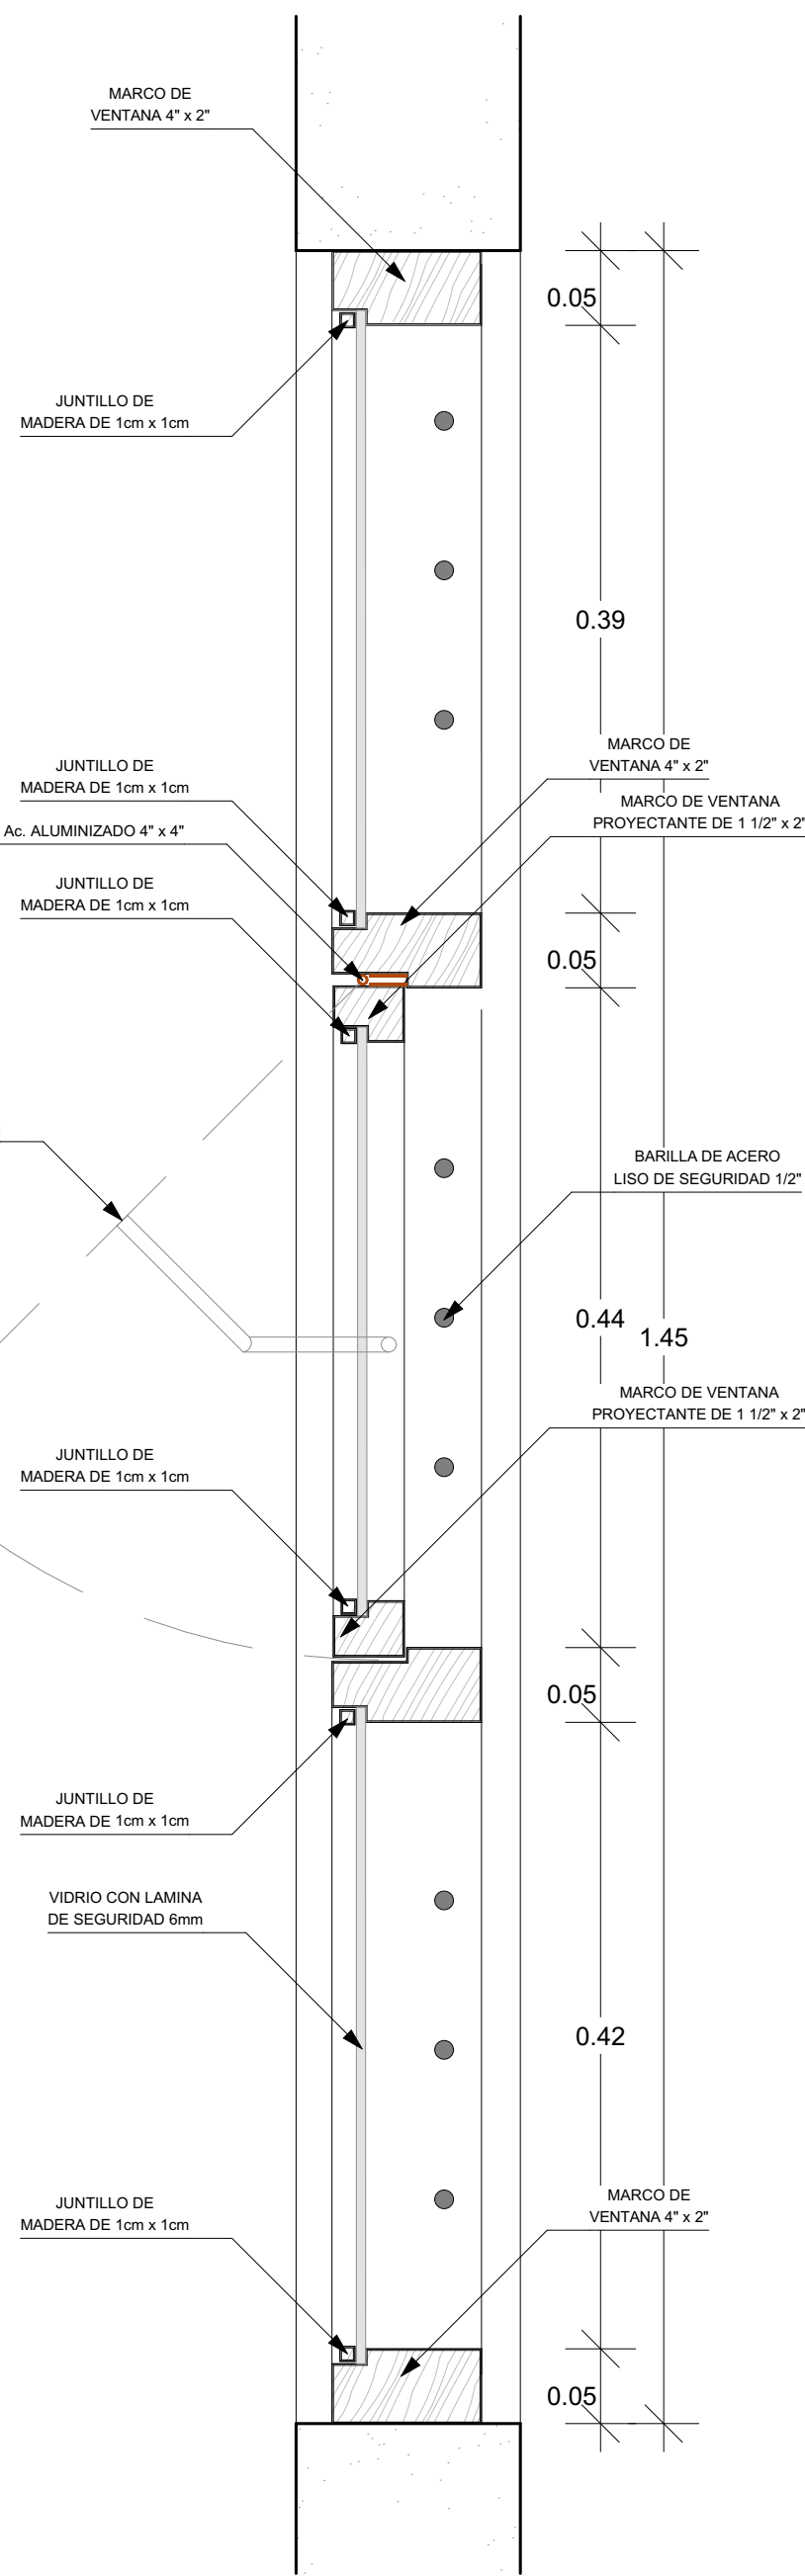 MARCO DE
VENTANA 4" x 2"
0.05
JUNTILLO DE
MADERA DE 1cm x 1cm
0.39
MARCO DE
VENTANA 4" x 2"
JUNTILLO DE
MADERA DE 1cm x 1cm
MARCO DE VENTANA
PROYECTANTE DE 1 1/2" x 2"
Ac. ALUMINIZADO 4" x 4"
JUNTILLO DE
MADERA DE 1cm x 1cm
0.05
BARILLA DE ACERO
LISO DE SEGURIDAD 1/2"
0.44
1.45
MARCO DE VENTANA
PROYECTANTE DE 1 1/2" x 2"
JUNTILLO DE
MADERA DE 1cm x 1cm
0.05
JUNTILLO DE
MADERA DE 1cm x 1cm
VIDRIO CON LAMINA
DE SEGURIDAD 6mm
0.42
JUNTILLO DE
MADERA DE 1cm x 1cm
MARCO DE
VENTANA 4" x 2"
0.05